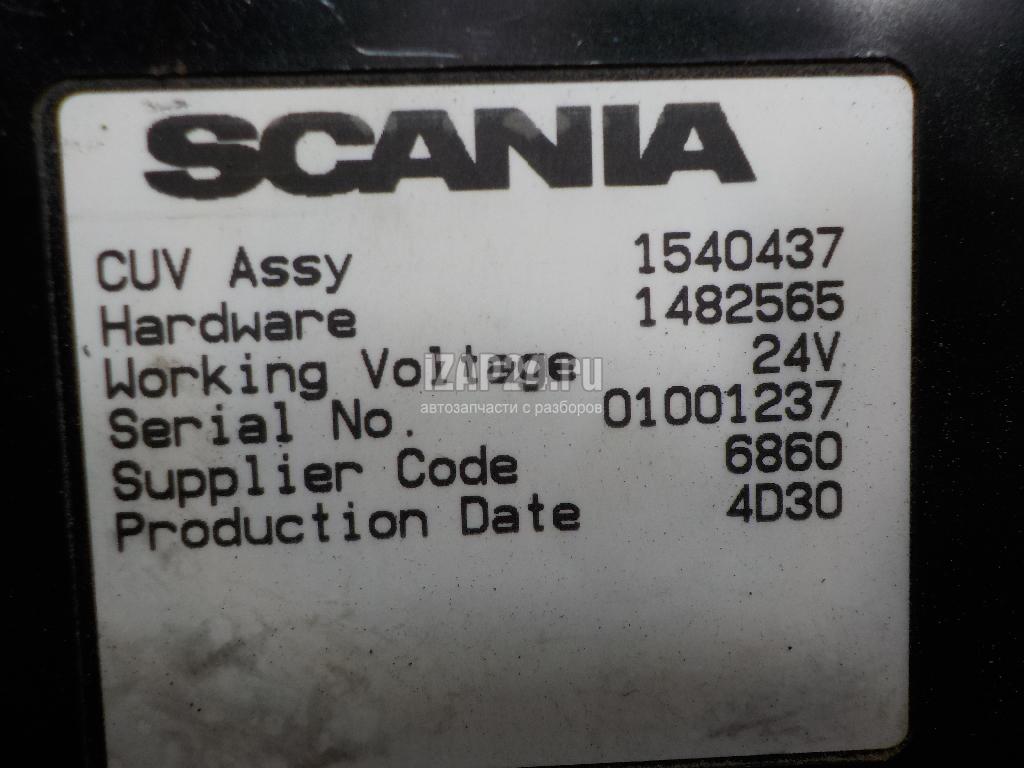 SCANIA
CUV Assy 1540437
Hardware 1482565
Working Voltage 24V
iZAP24.ru
Serial No. 01001237
автозапчасти с разборов
Supplier Code 6860
Production Date 4D30